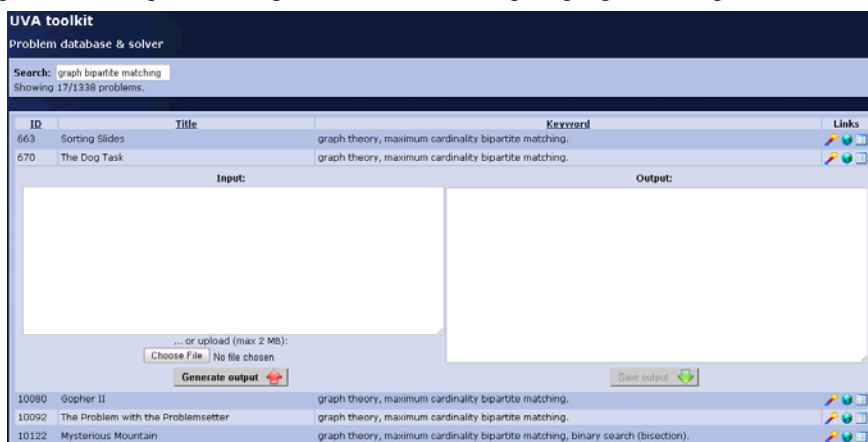 UVA toolkit
Problem database & solver
Search: graph bipartite matching
Showing 17/1338 problems.
ID Title Keyword Links
663 Sorting Slides graph theory, maximum cardinality bipartite matching.
670 The Dog Task graph theory, maximum cardinality bipartite matching.
Input: Output:
... or upload (max 2 MB):
Choose File No file chosen
Generate output Save output
10080 Gopher II graph theory, maximum cardinality bipartite matching.
10092 The Problem with the Problemsetter graph theory, maximum cardinality bipartite matching.
10122 Mysterious Mountain graph theory, maximum cardinality bipartite matching, binary search (bisection).